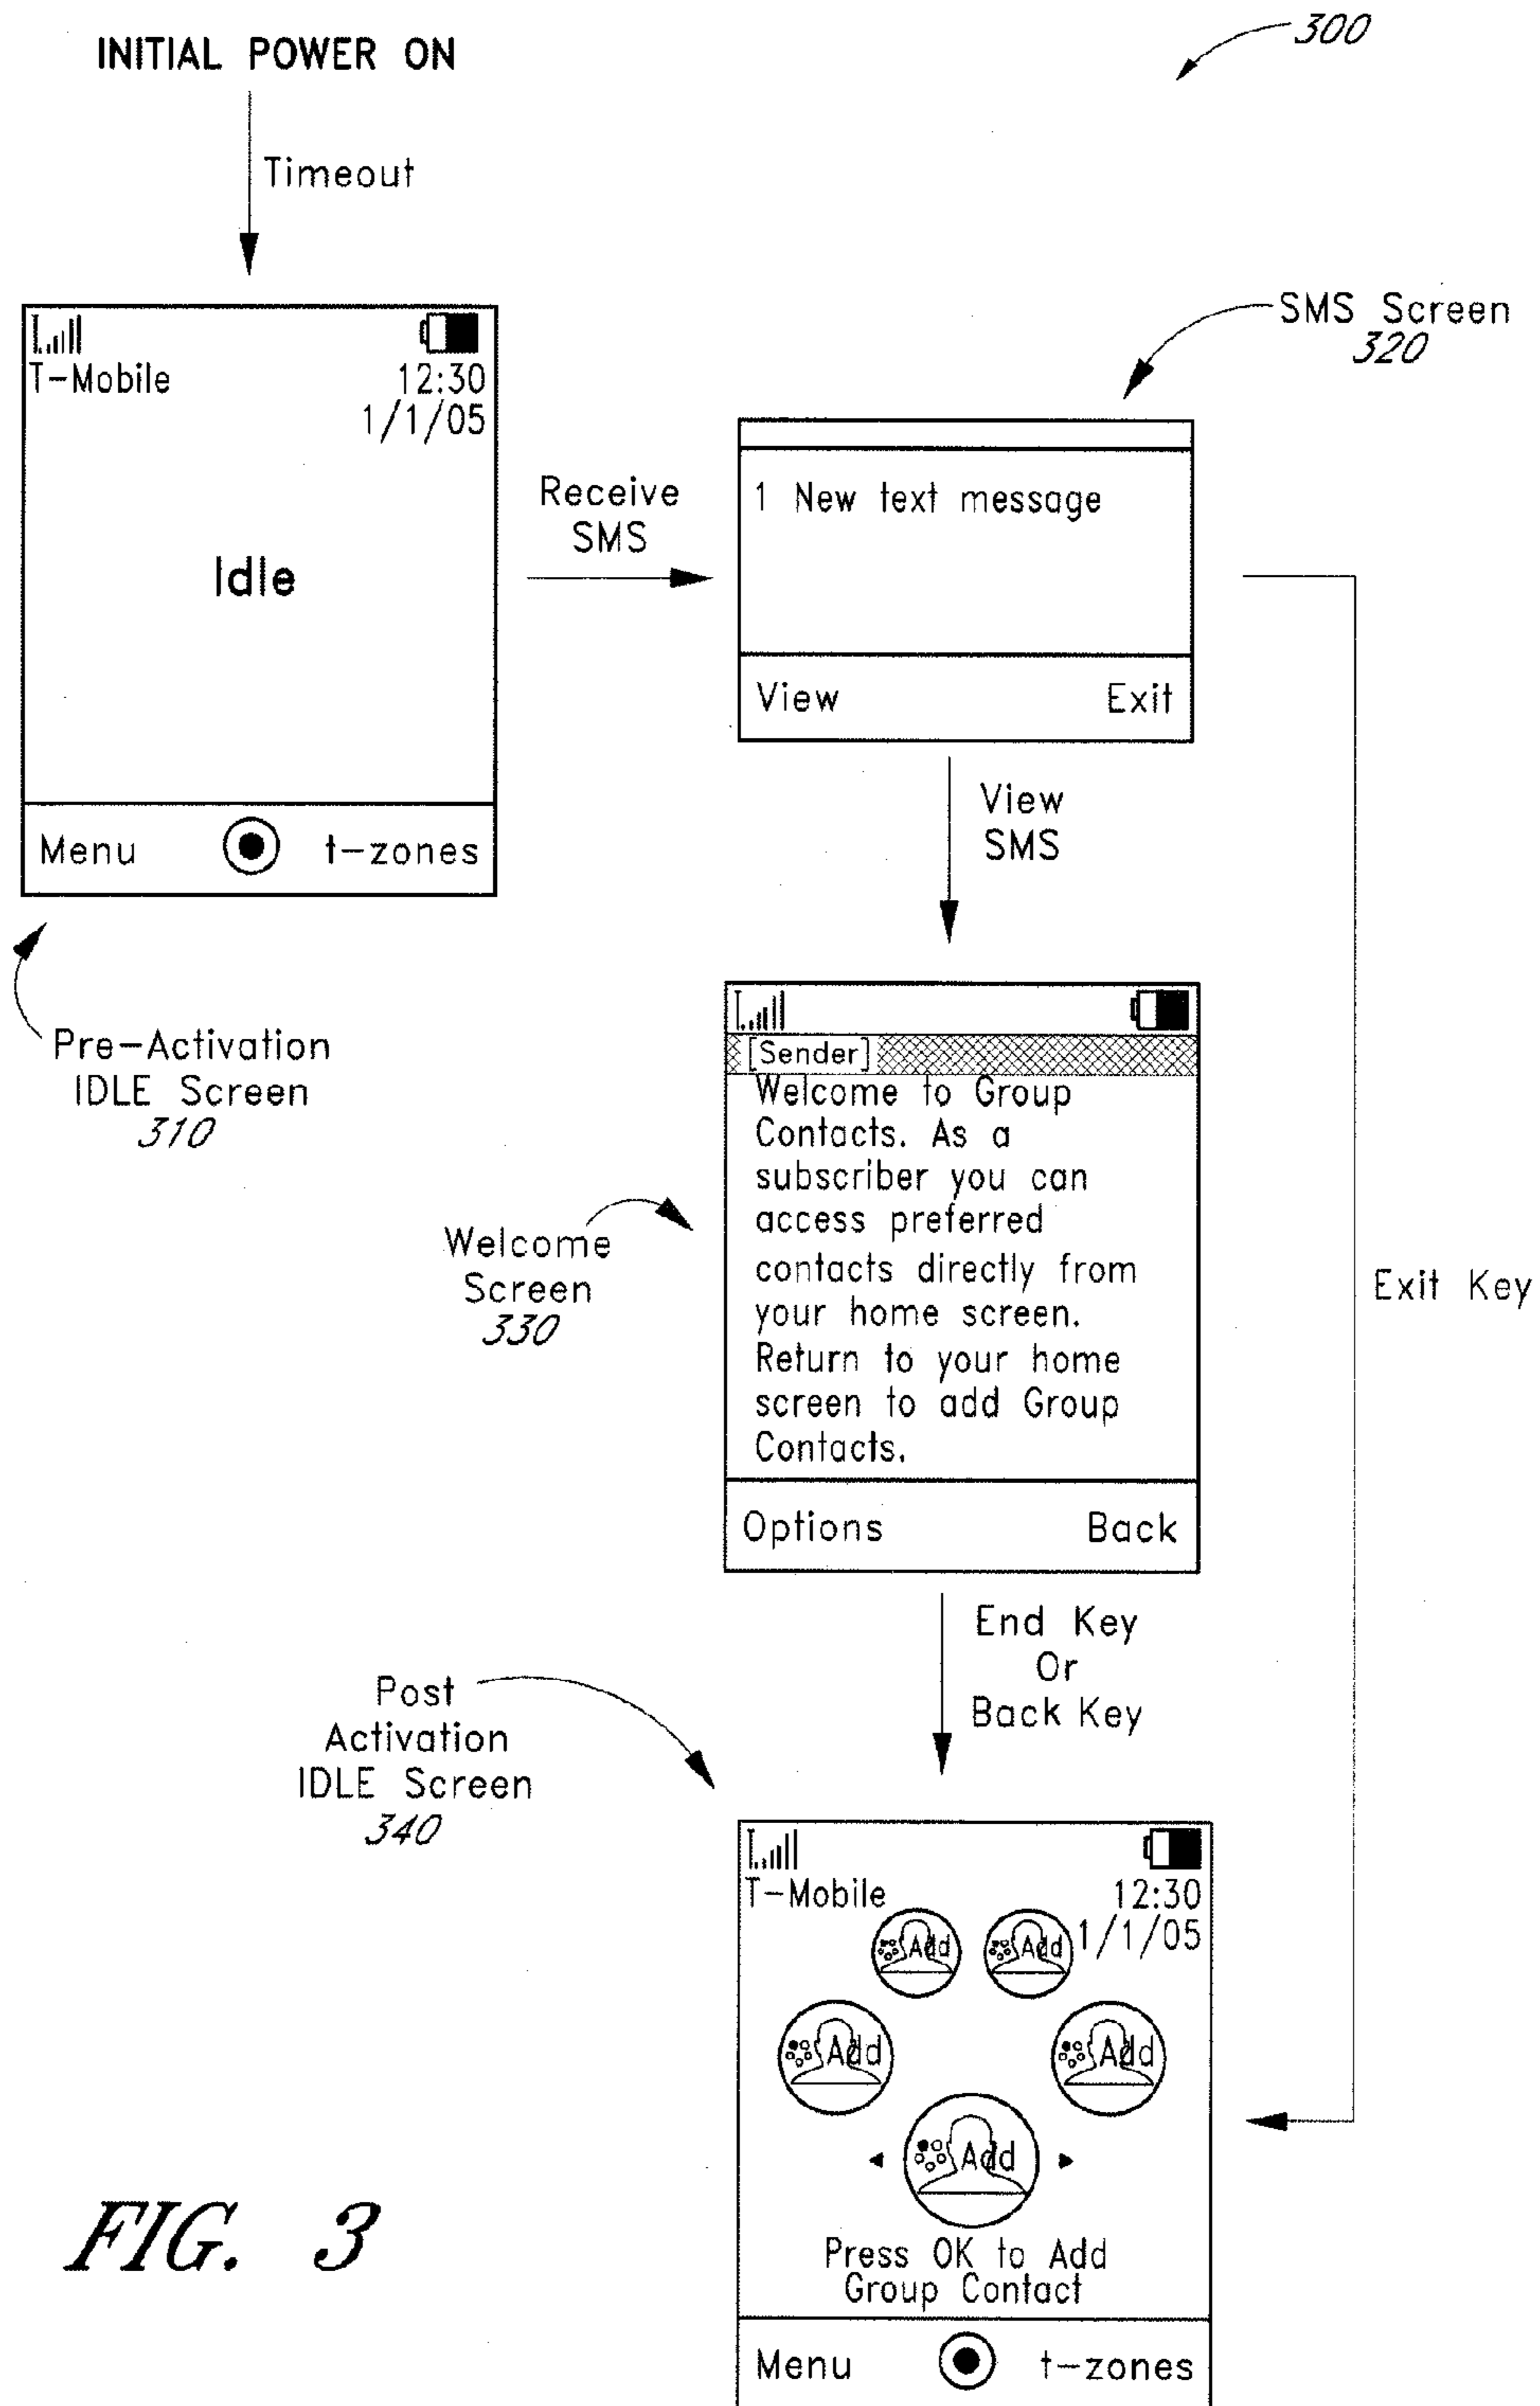 300
INITIAL POWER ON
Timeout
T-Mobile
12:30
1/1/05
Idle
Menu
t-zones
Pre-Activation
IDLE Screen
310
Receive
SMS
SMS Screen
320
1 New text message
View
Exit
View
SMS
[Sender]
Welcome to Group
Contacts. As a
subscriber you can
access preferred
contacts directly from
your home screen.
Return to your home
screen to add Group
Contacts.
Options
Back
Welcome
Screen
330
Exit Key
End Key
Or
Back Key
Post
Activation
IDLE Screen
340
T-Mobile
12:30
1/1/05
Add
Add
Add
Add
Add
Press OK to Add
Group Contact
Menu
t-zones
FIG. 3